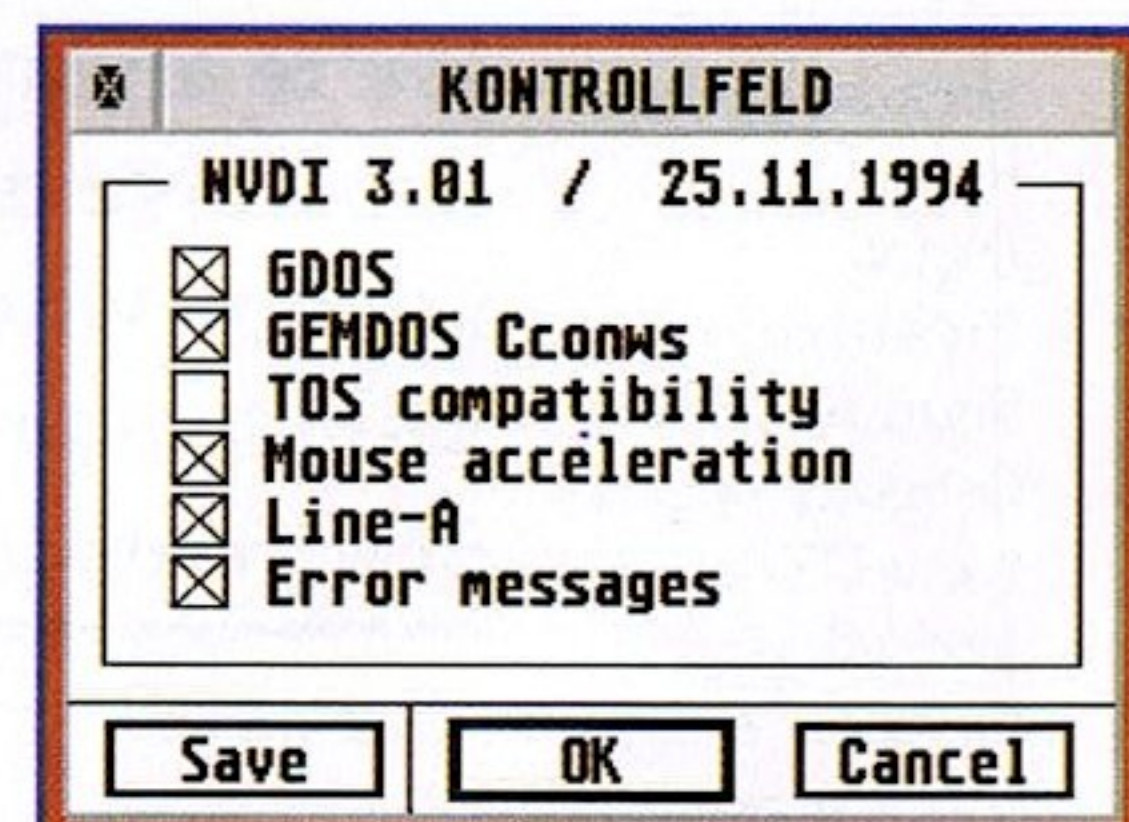 KONTROLLFELD
NVDI 3.01 / 25.11.1994
GDOS
GEMDOS Cconws
TOS compatibility
Mouse acceleration
Line-A
Error messages
Save
OK
Cancel